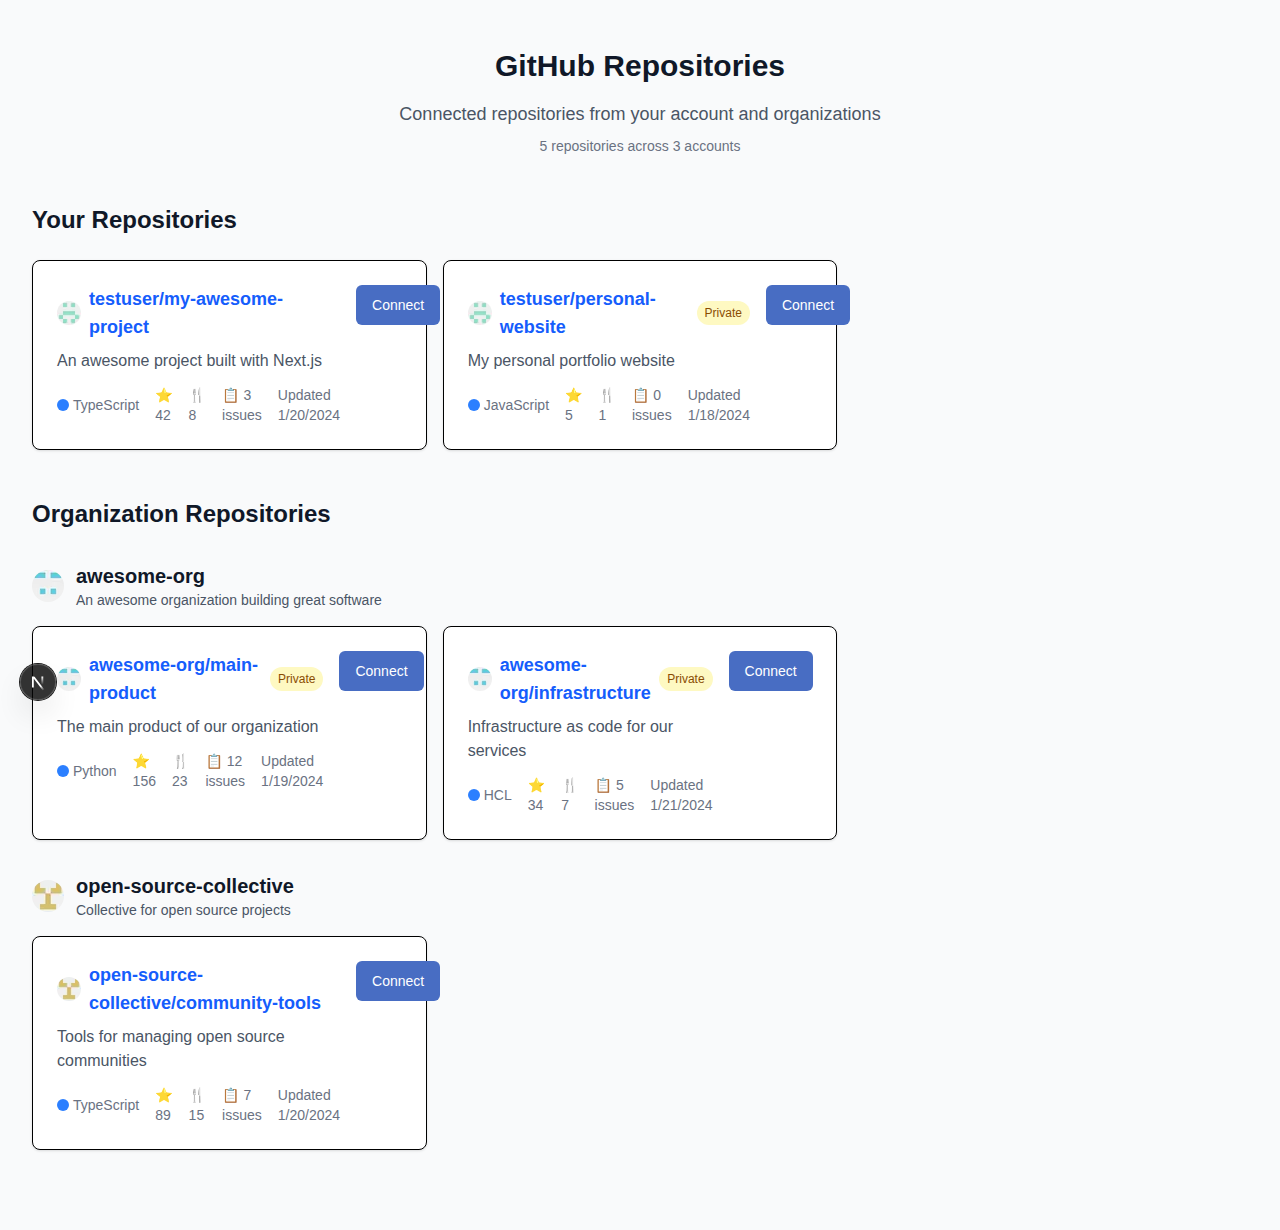 GitHub Repositories
Connected repositories from your account and organizations
5 repositories across 3 accounts
Your Repositories
testuser/my-awesome-
project
Connect
An awesome project built with Next.js
TypeScript
42
8
3
issues
Updated
1/20/2024
testuser/personal-
website
Private
Connect
My personal portfolio website
JavaScript
5
1
0
issues
Updated
1/18/2024
Organization Repositories
awesome-org
An awesome organization building great software
awesome-org/main-
product
Private
Connect
The main product of our organization
Python
156
23
12
issues
Updated
1/19/2024
awesome-
org/infrastructure
Private
Connect
Infrastructure as code for our
services
HCL
34
7
5
issues
Updated
1/21/2024
N
open-source-collective
Collective for open source projects
open-source-
collective/community-tools
Connect
Tools for managing open source
communities
TypeScript
89
15
7
issues
Updated
1/20/2024